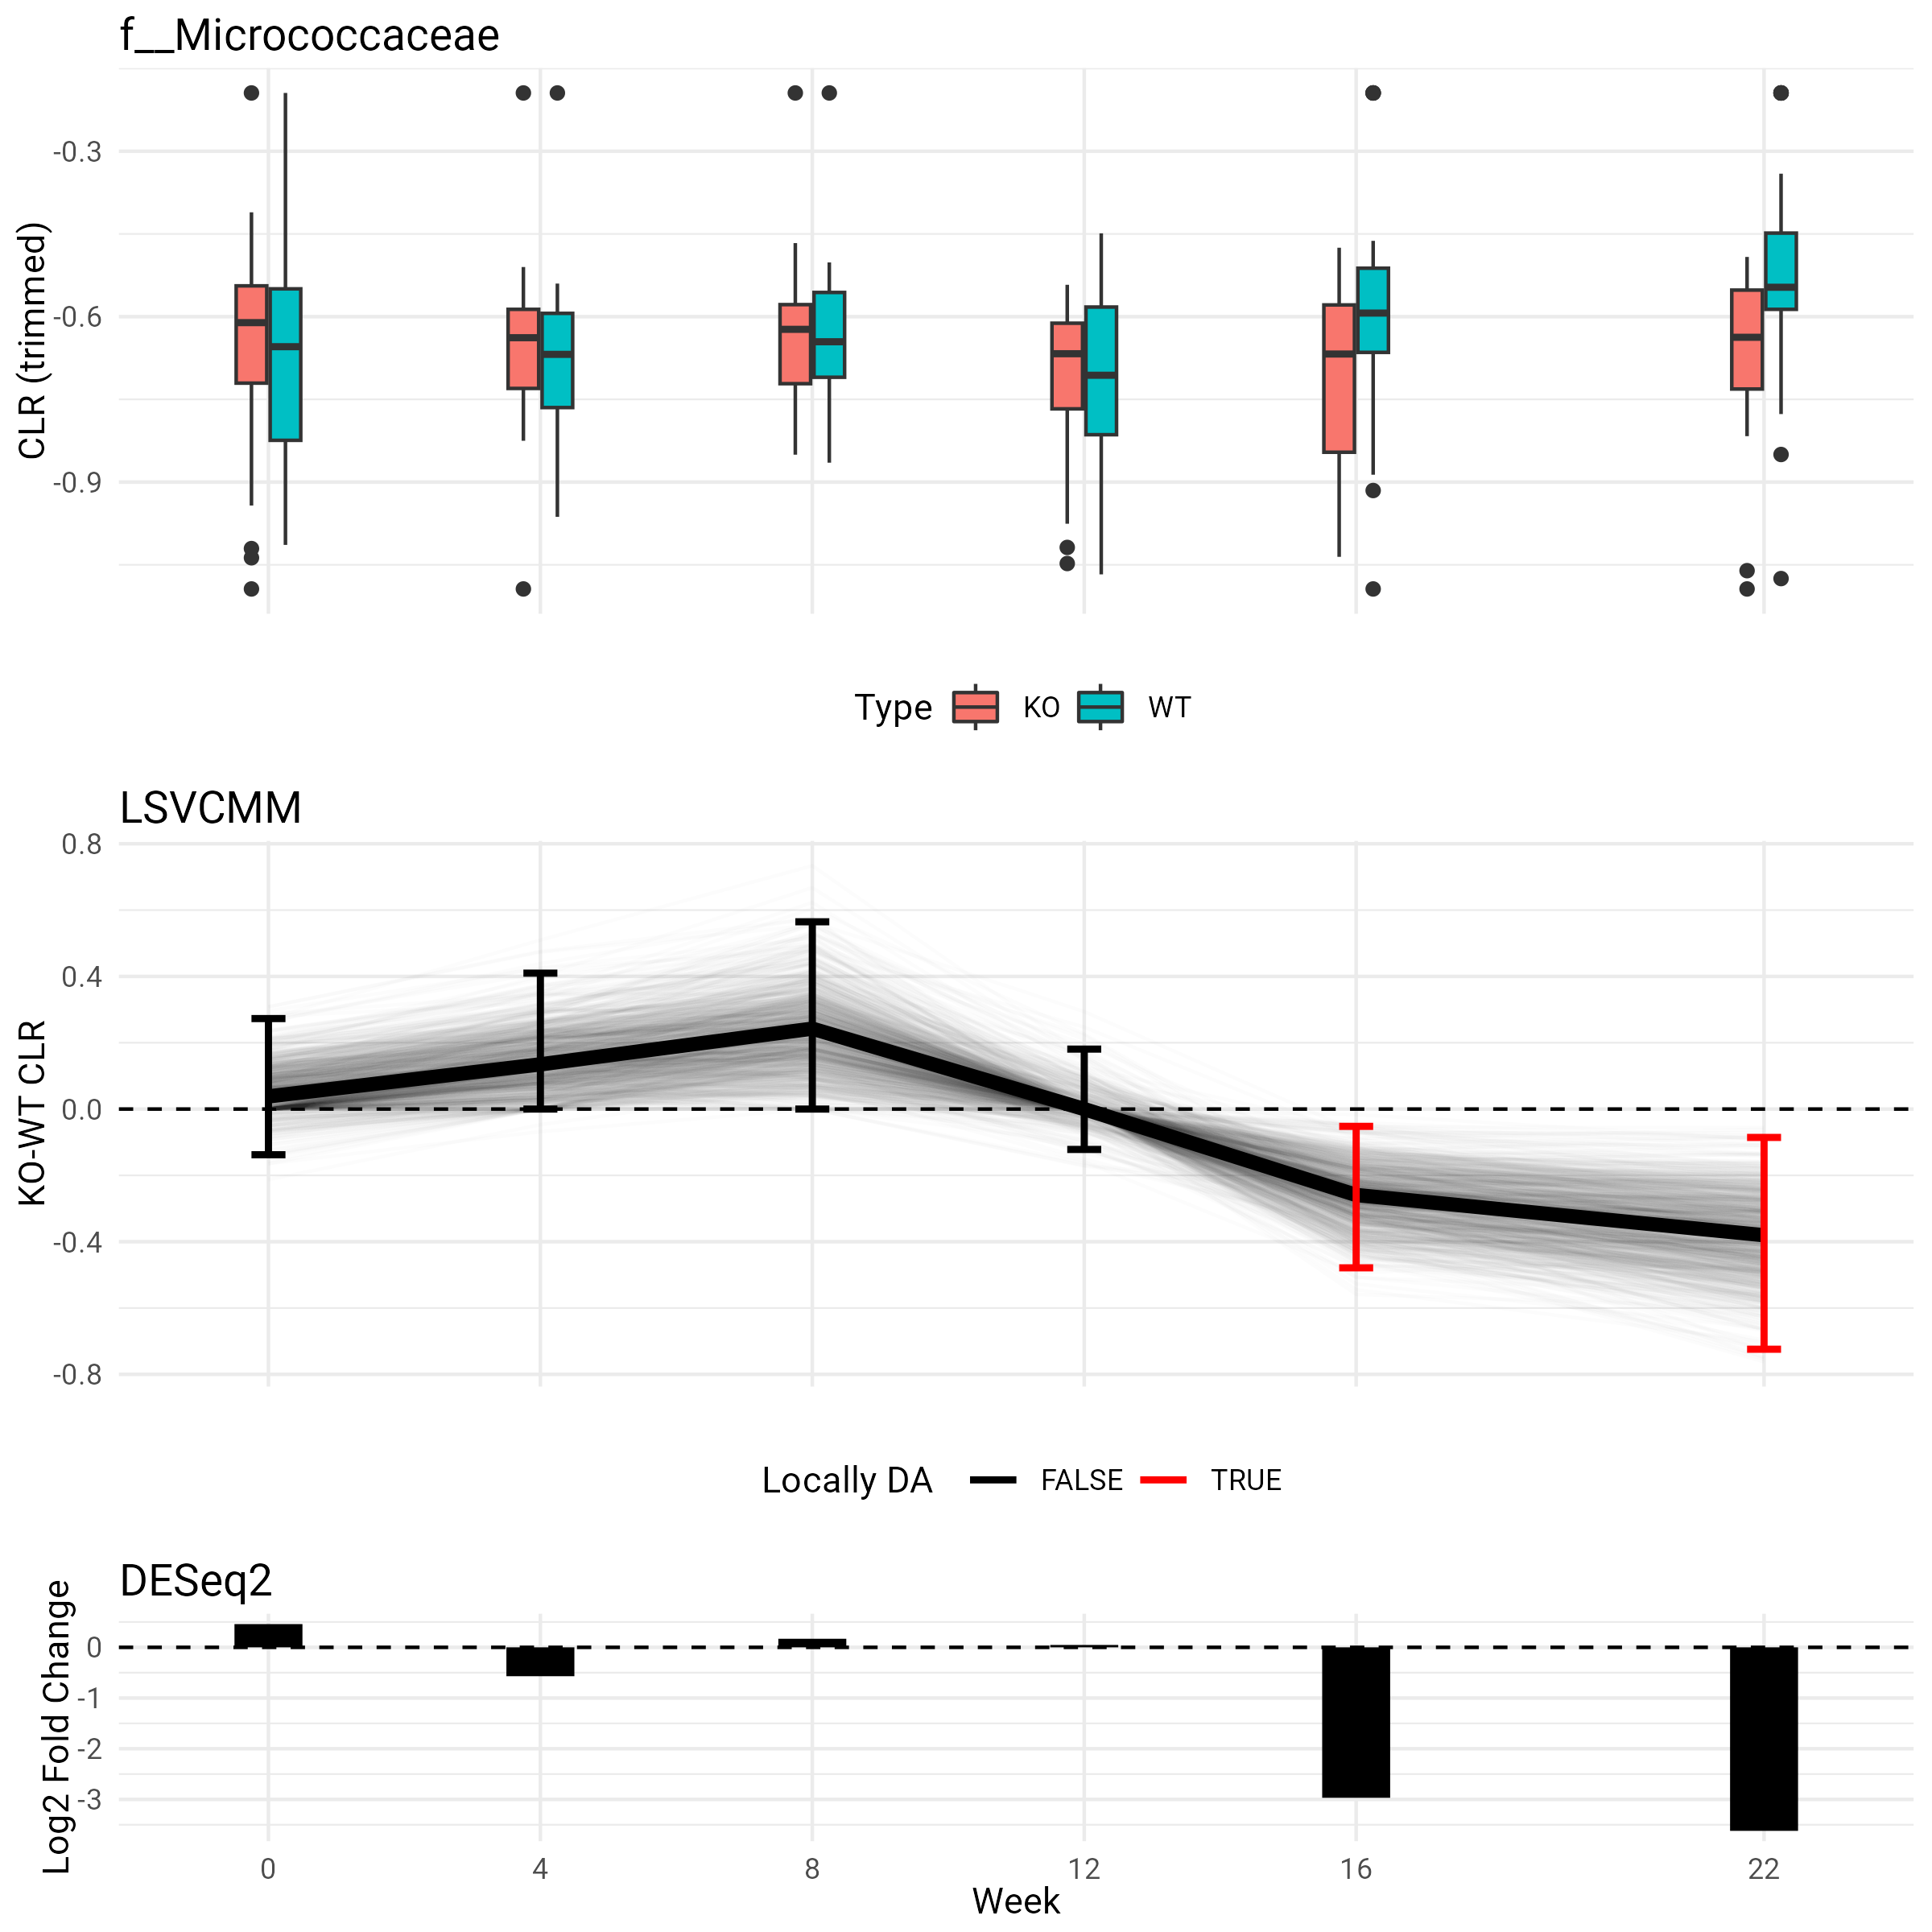 f__Micrococcaceae
CLR (trimmed)
-0.3
-0.6
-0.9
Type KO WT
LSVCMM
KO-WT CLR
0.8
0.4
0.0
-0.4
-0.8
Locally DA FALSE TRUE
DESeq2
Log2 Fold Change
0
-1
-2
-3
0 4 8 12 16 22
Week